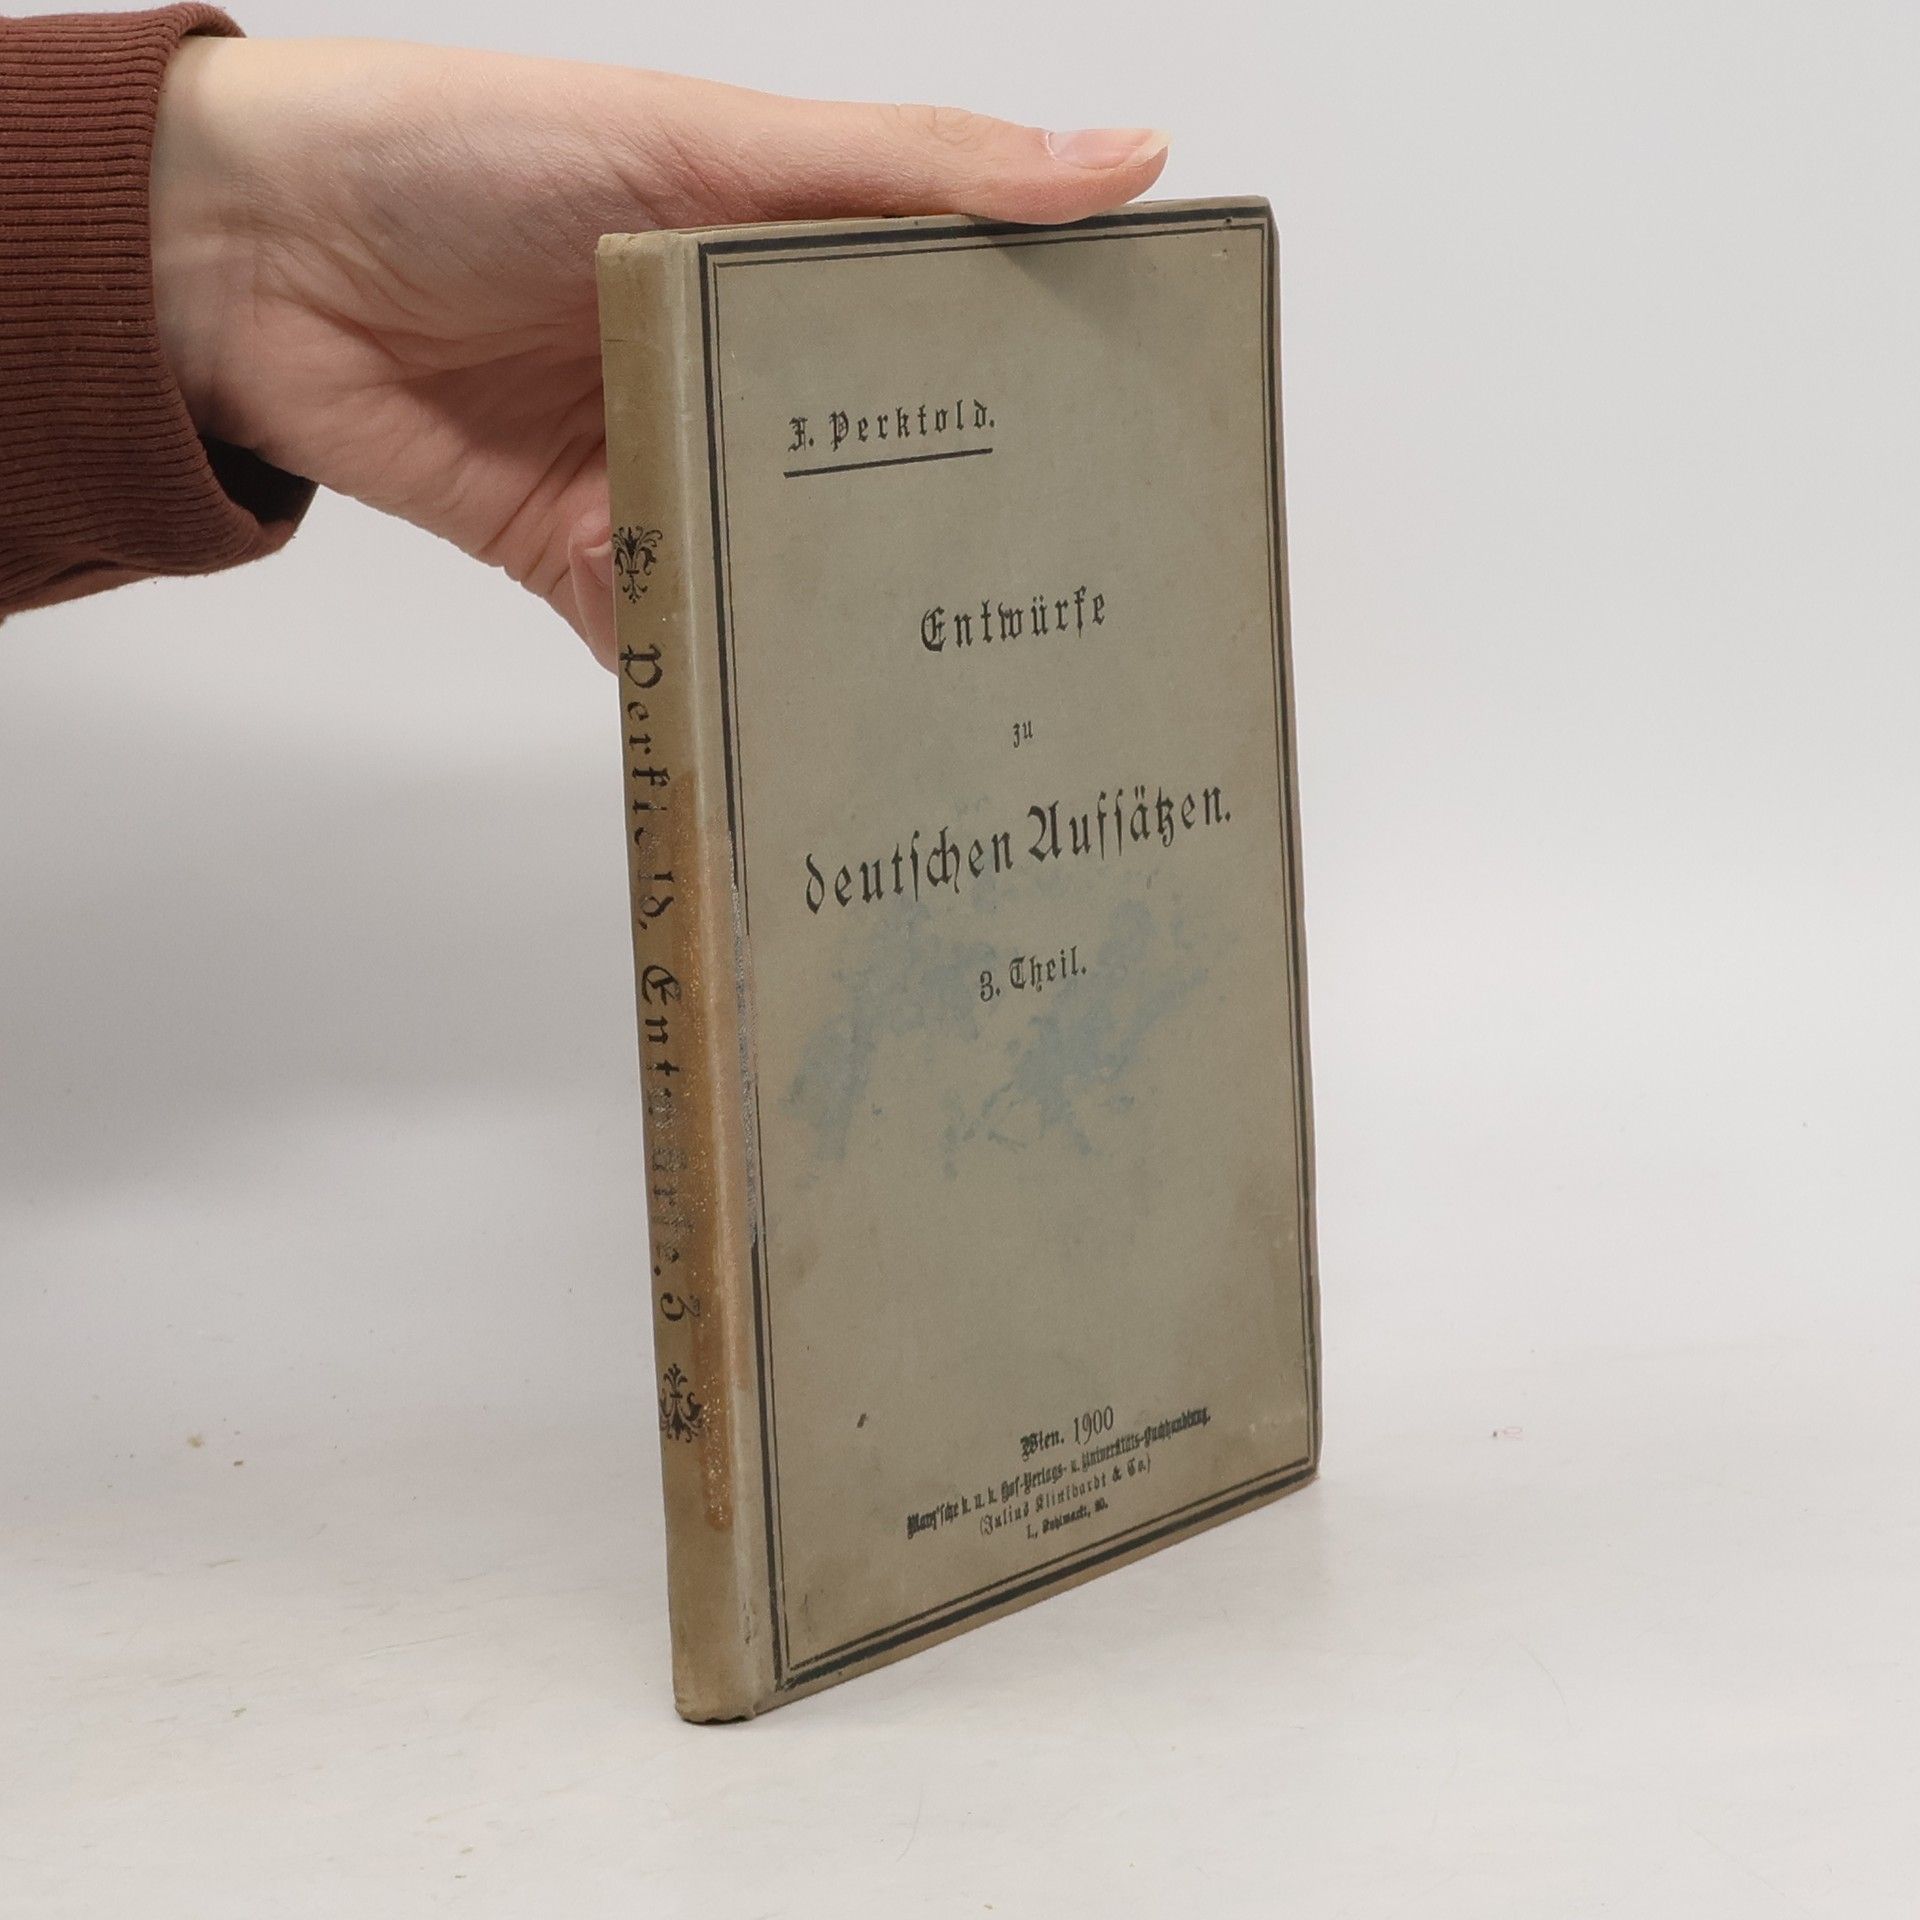 F. Perktold.
Entwürfe
zu
deutſchen Aufſätzen.
3. Theil.
Wien. 1900
Manz'ſche k. u. k. Hof-Verlags- u. Univerſitäts-Buchhandlung.
(Julius Klinkhardt & Co.)
I., Kohlmarkt, 20.
Perktold, Entwürfe. 3